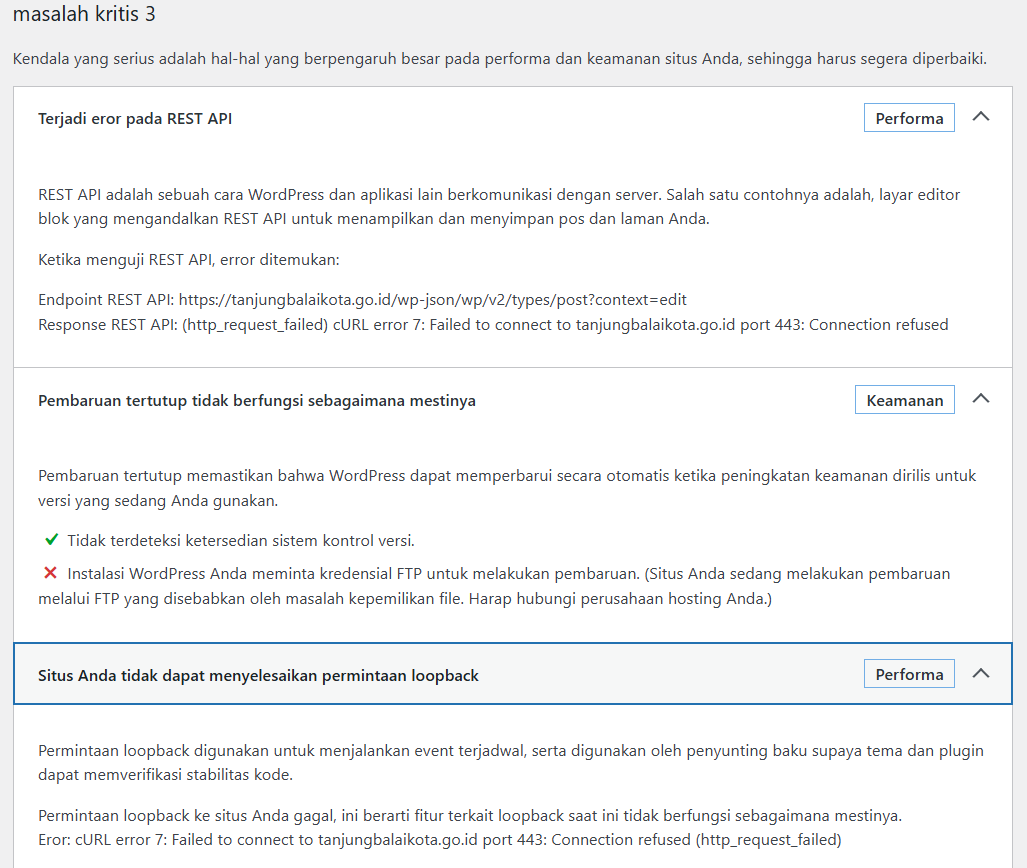 masalah kritis 3
Kendala yang serius adalah hal-hal yang berpengaruh besar pada performa dan keamanan situs Anda, sehingga harus segera diperbaiki.
Terjadi eror pada REST API
Performa
REST API adalah sebuah cara WordPress dan aplikasi lain berkomunikasi dengan server. Salah satu contohnya adalah, layar editor
blok yang mengandalkan REST API untuk menampilkan dan menyimpan pos dan laman Anda.
Ketika menguji REST API, error ditemukan:
Endpoint REST API: https://tanjungbalaikota.go.id/wp-json/wp/v2/types/post?context=edit
Response REST API: (http_request_failed) cURL error 7: Failed to connect to tanjungbalaikota.go.id port 443: Connection refused
Pembaruan tertutup tidak berfungsi sebagaimana mestinya
Keamanan
Pembaruan tertutup memastikan bahwa WordPress dapat memperbarui secara otomatis ketika peningkatan keamanan dirilis untuk
versi yang sedang Anda gunakan.
Tidak terdeteksi ketersedian sistem kontrol versi.
Instalasi WordPress Anda meminta kredensial FTP untuk melakukan pembaruan. (Situs Anda sedang melakukan pembaruan
melalui FTP yang disebabkan oleh masalah kepemilikan file. Harap hubungi perusahaan hosting Anda.)
Situs Anda tidak dapat menyelesaikan permintaan loopback
Performa
Permintaan loopback digunakan untuk menjalankan event terjadwal, serta digunakan oleh penyunting baku supaya tema dan plugin
dapat memverifikasi stabilitas kode.
Permintaan loopback ke situs Anda gagal, ini berarti fitur terkait loopback saat ini tidak berfungsi sebagaimana mestinya.
Eror: cURL error 7: Failed to connect to tanjungbalaikota.go.id port 443: Connection refused (http_request_failed)